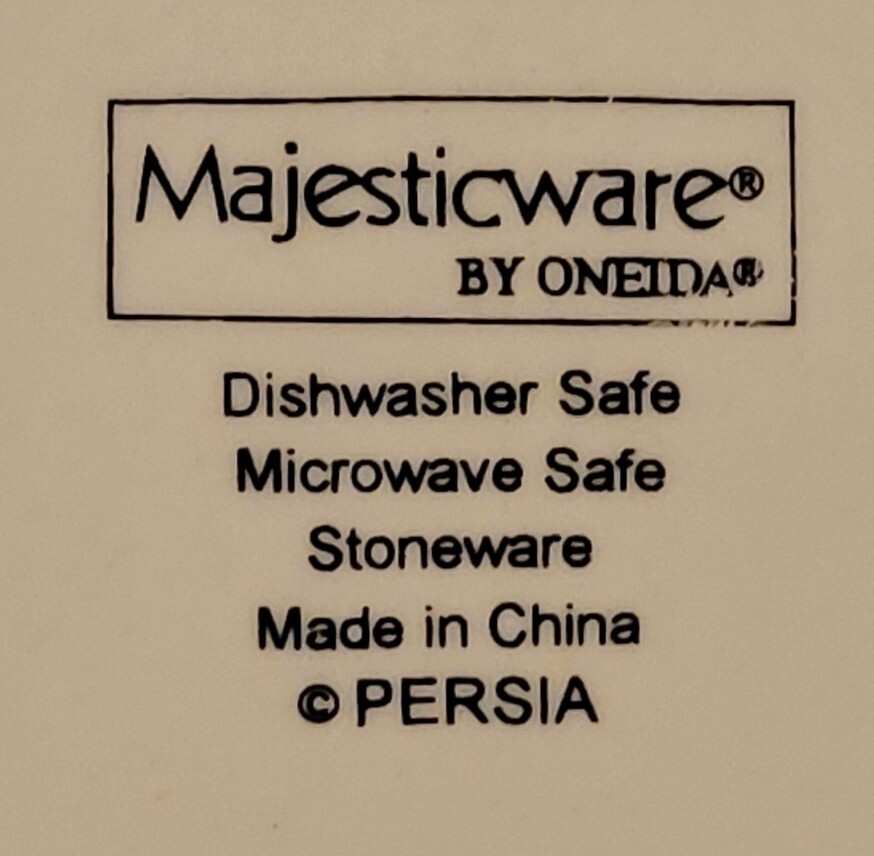 Majesticware®
BY ONEIDA®
Dishwasher Safe
Microwave Safe
Stoneware
Made in China
© PERSIA